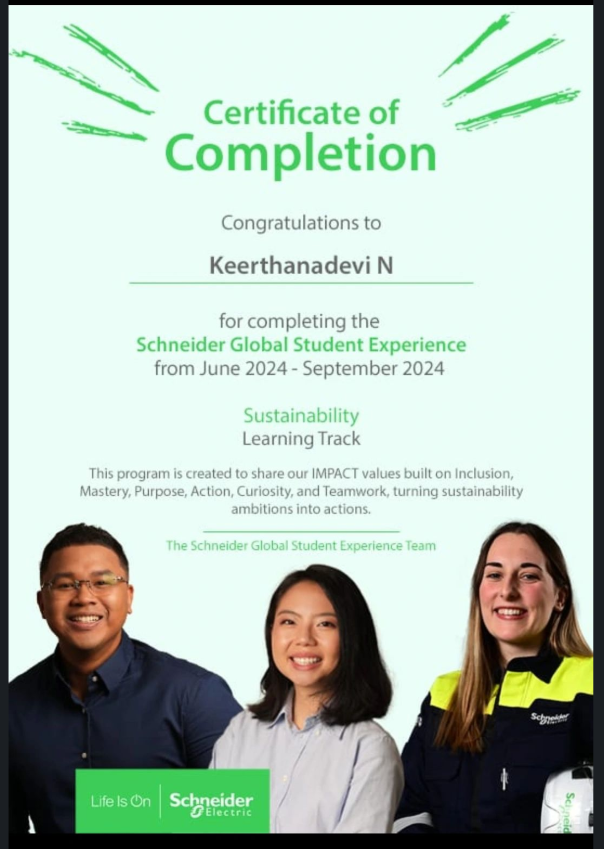 Certificate of
Completion
Congratulations to
Keerthanadevi N
for completing the
Schneider Global Student Experience
from June 2024 - September 2024
Sustainability
Learning Track
This program is created to share our IMPACT values built on Inclusion,
Mastery, Purpose, Action, Curiosity, and Teamwork, turning sustainability
ambitions into actions.
The Schneider Global Student Experience Team
Schneider
Electric
Life Is On
Schneider
Electric